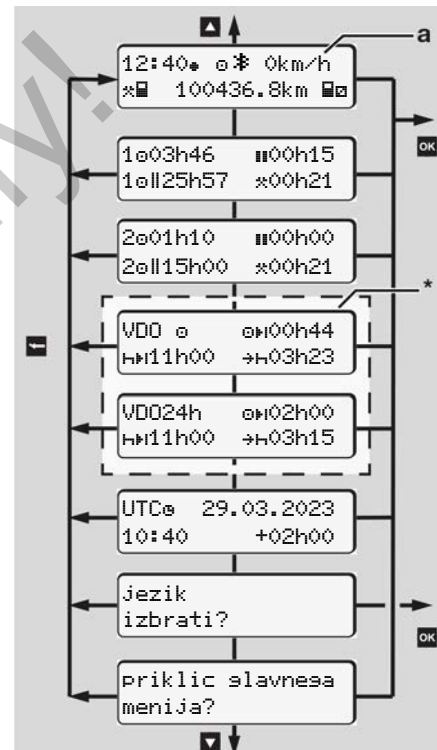 a
12:40 0km/h
100436.8km
OK
1 03h46 00h15
1 25h57 00h21
2 01h10 00h00
2 15h00 00h21
*
VDO 00h44
11h00 03h23
VDO24h 02h00
11h00 03h15
UTC 29.03.2023
10:40 +02h00
jezik
izbrati?
OK
priklic glavnega
menija?
ny!